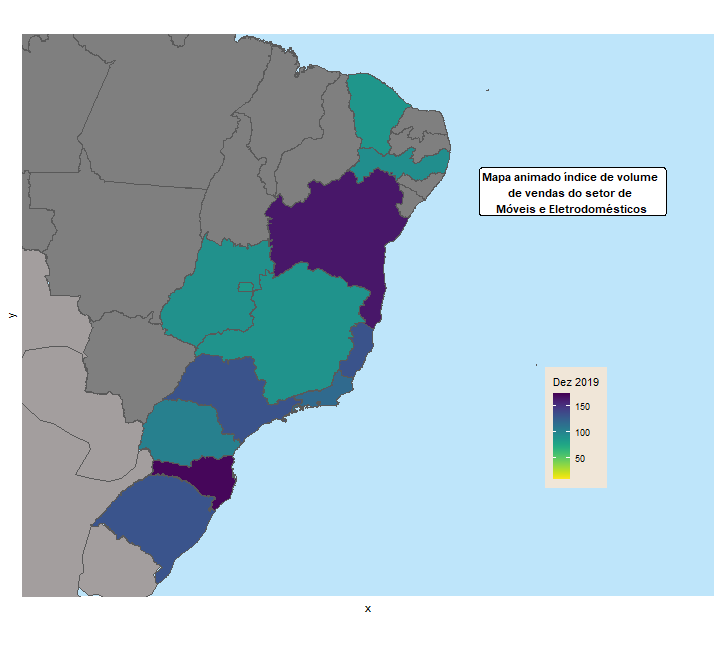 Mapa animado índice de volume
de vendas do setor de
Móveis e Eletrodomésticos
y
Dez 2019
150
100
50
x